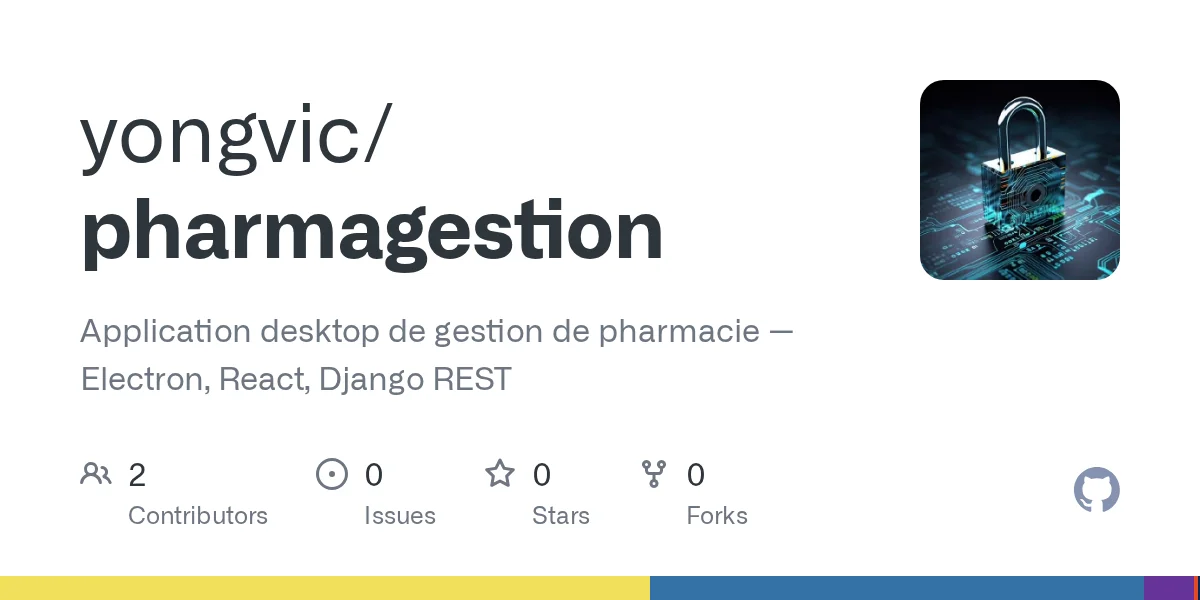 yongvic/
pharmagestion
Application desktop de gestion de pharmacie —
Electron, React, Django REST
2
Contributors
0
Issues
0
Stars
0
Forks